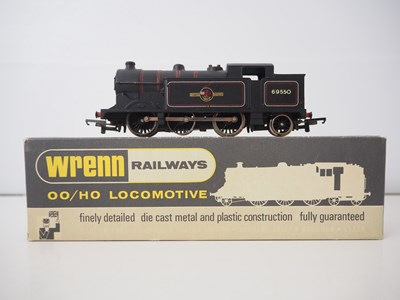 69550
wrenn RAILWAYS
OO/HO LOCOMOTIVE
finely detailed die cast metal and plastic construction fully guaranteed